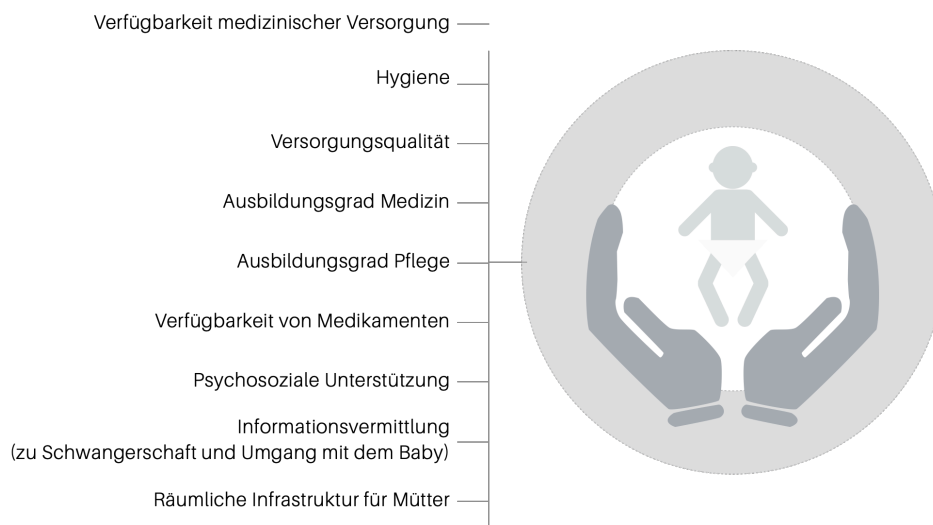 Verfügbarkeit medizinischer Versorgung
Hygiene
Versorgungsqualität
Ausbildungsgrad Medizin
Ausbildungsgrad Pflege
Verfügbarkeit von Medikamenten
Psychosoziale Unterstützung
Informationsvermittlung
(zu Schwangerschaft und Umgang mit dem Baby)
Räumliche Infrastruktur für Mütter